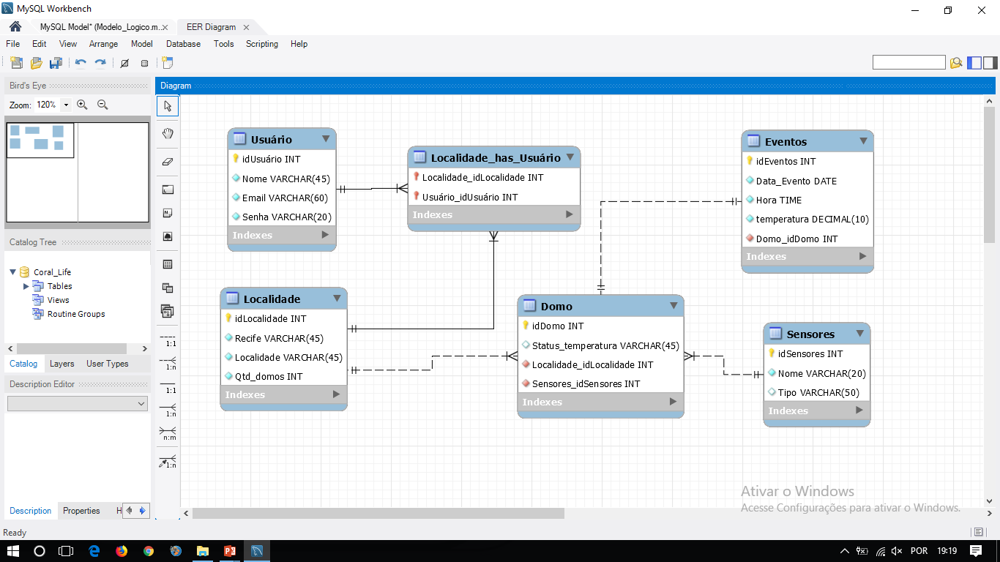 MySQL Workbench
MySQL Model* (Modelo_Logico.m..
EER Diagram
File Edit View Arrange Model Database Tools Scripting Help
Bird's Eye
Zoom: 120%
Catalog Tree
Coral_Life
Tables
Views
Routine Groups
Catalog Layers User Types
Description Editor
Description Properties H
Ready
Diagram
1:1
1:n
1:1
1:n
n:m
1:n
Usuário
idUsuário INT
Nome VARCHAR(45)
Email VARCHAR(60)
Senha VARCHAR(20)
Indexes
Localidade_has_Usuário
Localidade_idLocalidade INT
Usuário_idUsuário INT
Indexes
Eventos
idEventos INT
Data_Evento DATE
Hora TIME
temperatura DECIMAL(10)
Domo_idDomo INT
Indexes
Localidade
idLocalidade INT
Recife VARCHAR(45)
Localidade VARCHAR(45)
Qtd_domos INT
Indexes
Domo
idDomo INT
Status_temperatura VARCHAR(45)
Localidade_idLocalidade INT
Sensores_idSensores INT
Indexes
Sensores
idSensores INT
Nome VARCHAR(20)
Tipo VARCHAR(50)
Indexes
Ativar o Windows
Acesse Configurações para ativar o Windows.
POR 19:19